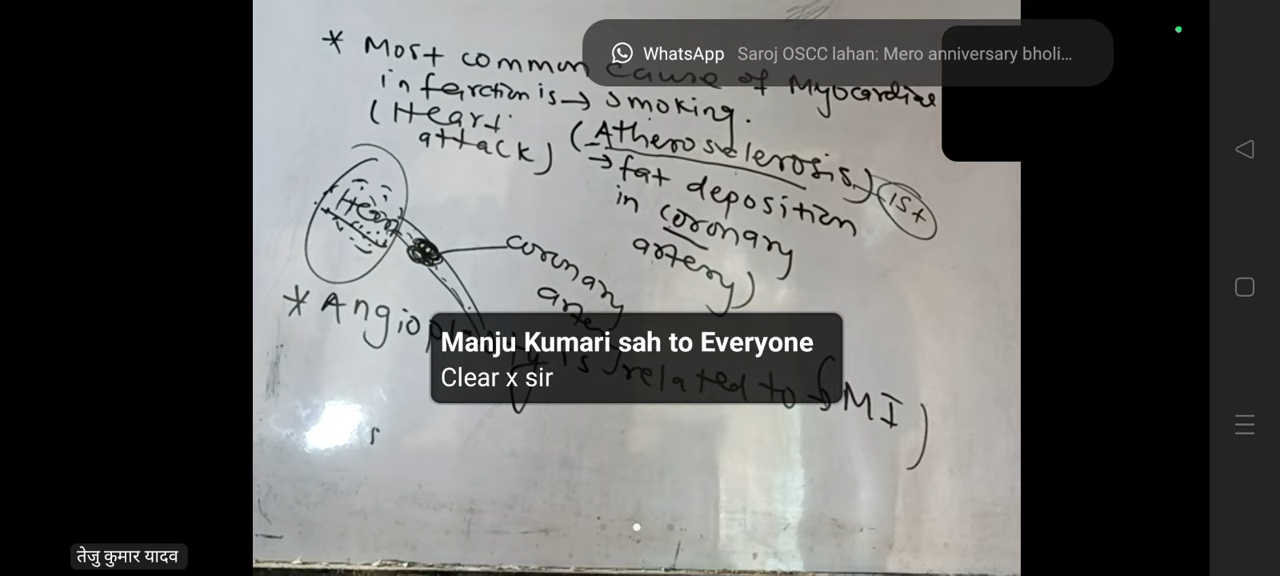 WhatsApp Saroj OSCC lahan: Mero anniversary bholi...
* Most common cause of Myocardial
infarction is → smoking.
(Heart attack)
(Atherosclerosis) 1st
→ fat deposition
in coronary
artery)
Heart
coronary
artery
* Angioplasty is related to (MI)
Manju Kumari sah to Everyone
Clear x sir
तेजु कुमार यादव